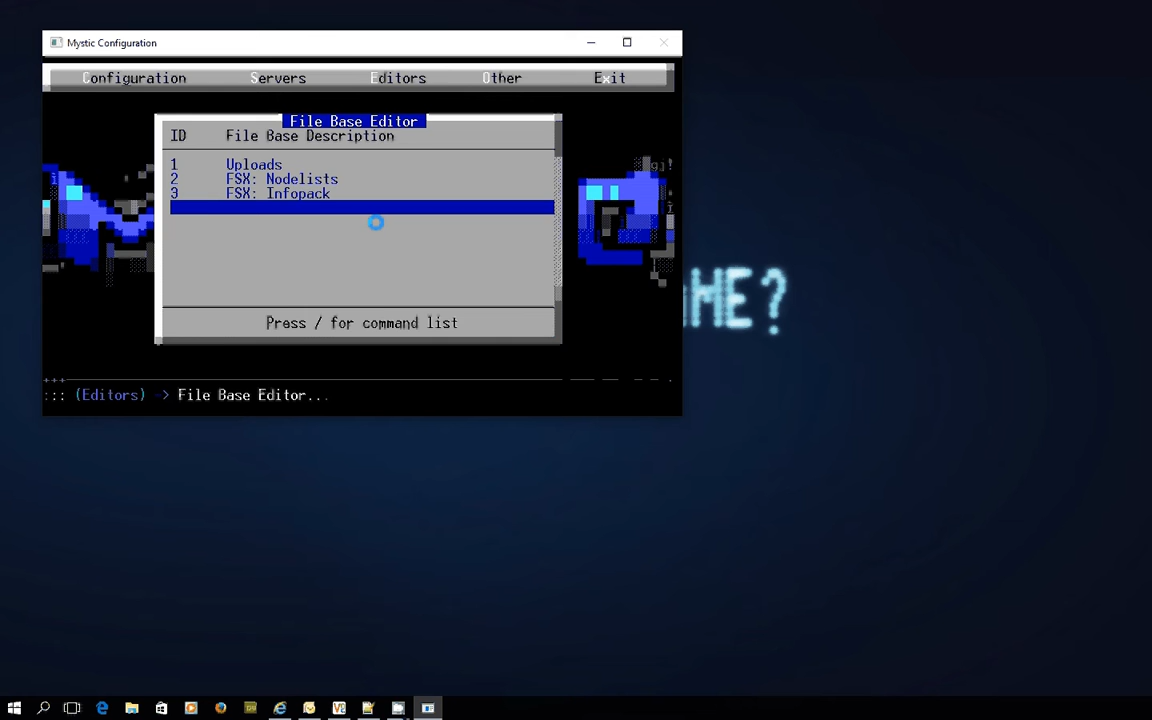 Mystic Configuration
Configuration Servers Editors Other Exit
File Base Editor
ID File Base Description
1 Uploads
2 FSX: Nodelists
3 FSX: Infopack
Press / for command list
::: (Editors) -> File Base Editor...
ME?